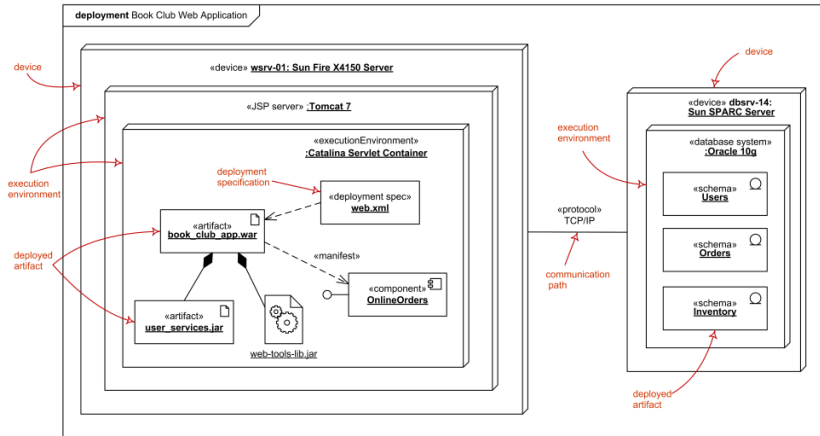 deployment Book Club Web Application
device
«device» wsrv-01: Sun Fire X4150 Server
«JSP server» :Tomcat 7
«executionEnvironment»
:Catalina Servlet Container
execution
environment
deployment
specification
«deployment spec»
web.xml
«artifact»
book_club_app.war
deployed
artifact
«manifest»
«component»
OnlineOrders
«artifact»
user_services.jar
web-tools-lib.jar
«protocol»
TCP/IP
communication
path
device
«device» dbsrv-14:
Sun SPARC Server
execution
environment
«database system»
:Oracle 10g
«schema»
Users
«schema»
Orders
«schema»
Inventory
deployed
artifact